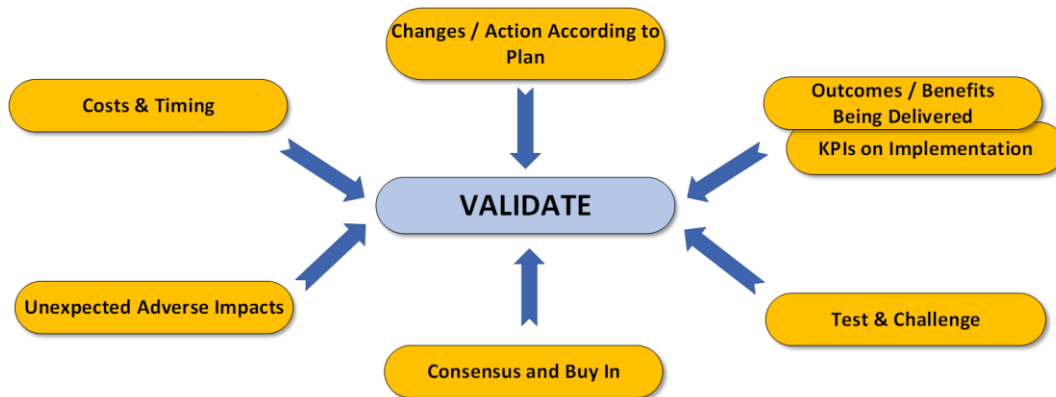 Changes / Action According to
Plan
Costs & Timing
Outcomes / Benefits
Being Delivered
KPIs on Implementation
VALIDATE
Unexpected Adverse Impacts
Test & Challenge
Consensus and Buy In